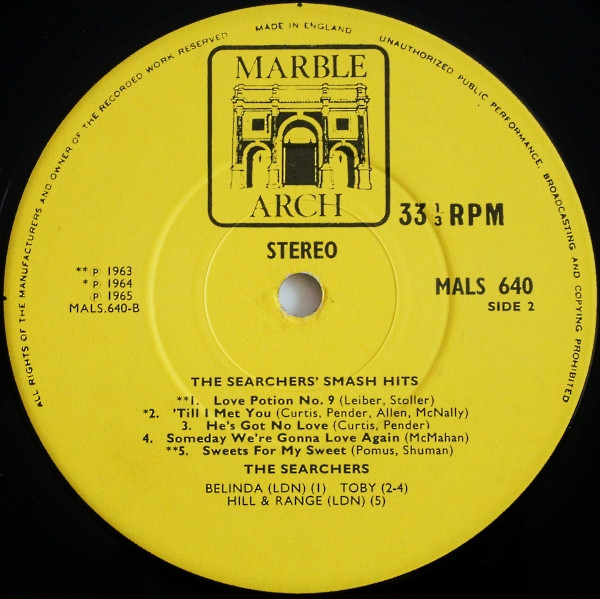 ALL RIGHTS OF THE MANUFACTURERS AND OWNER OF THE RECORDED WORK RESERVED
MADE IN ENGLAND
UNAUTHORIZED PUBLIC PERFORMANCE, BROADCASTING AND COPYING PROHIBITED
MARBLE
ARCH
33 1/3 RPM
STEREO
** ℗ 1963
* ℗ 1964
℗ 1965
MALS.640-B
MALS 640
SIDE 2
THE SEARCHERS' SMASH HITS
**1. Love Potion No. 9 (Leiber, Stoller)
*2. 'Till I Met You (Curtis, Pender, Allen, McNally)
3. He's Got No Love (Curtis, Pender)
4. Someday We're Gonna Love Again (McMahan)
**5. Sweets For My Sweet (Pomus, Shuman)
THE SEARCHERS
BELINDA (LDN) (1) TOBY (2-4)
HILL & RANGE (LDN) (5)